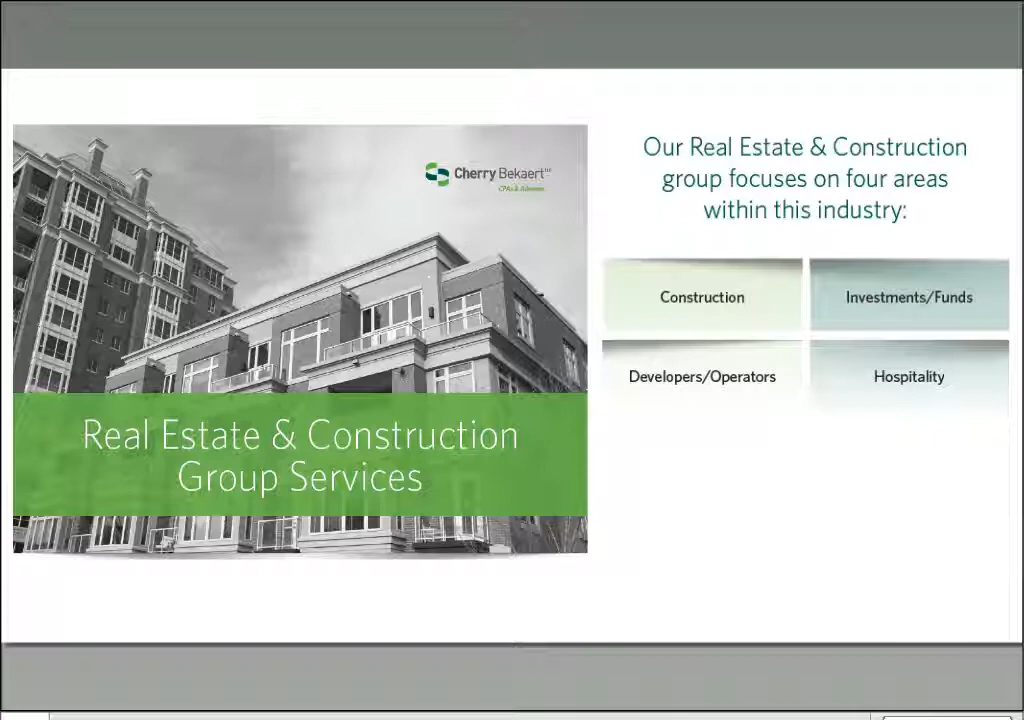 Cherry Bekaert LLP
CPAs & Advisors
Real Estate & Construction
Group Services
Our Real Estate & Construction
group focuses on four areas
within this industry:
Construction
Investments/Funds
Developers/Operators
Hospitality